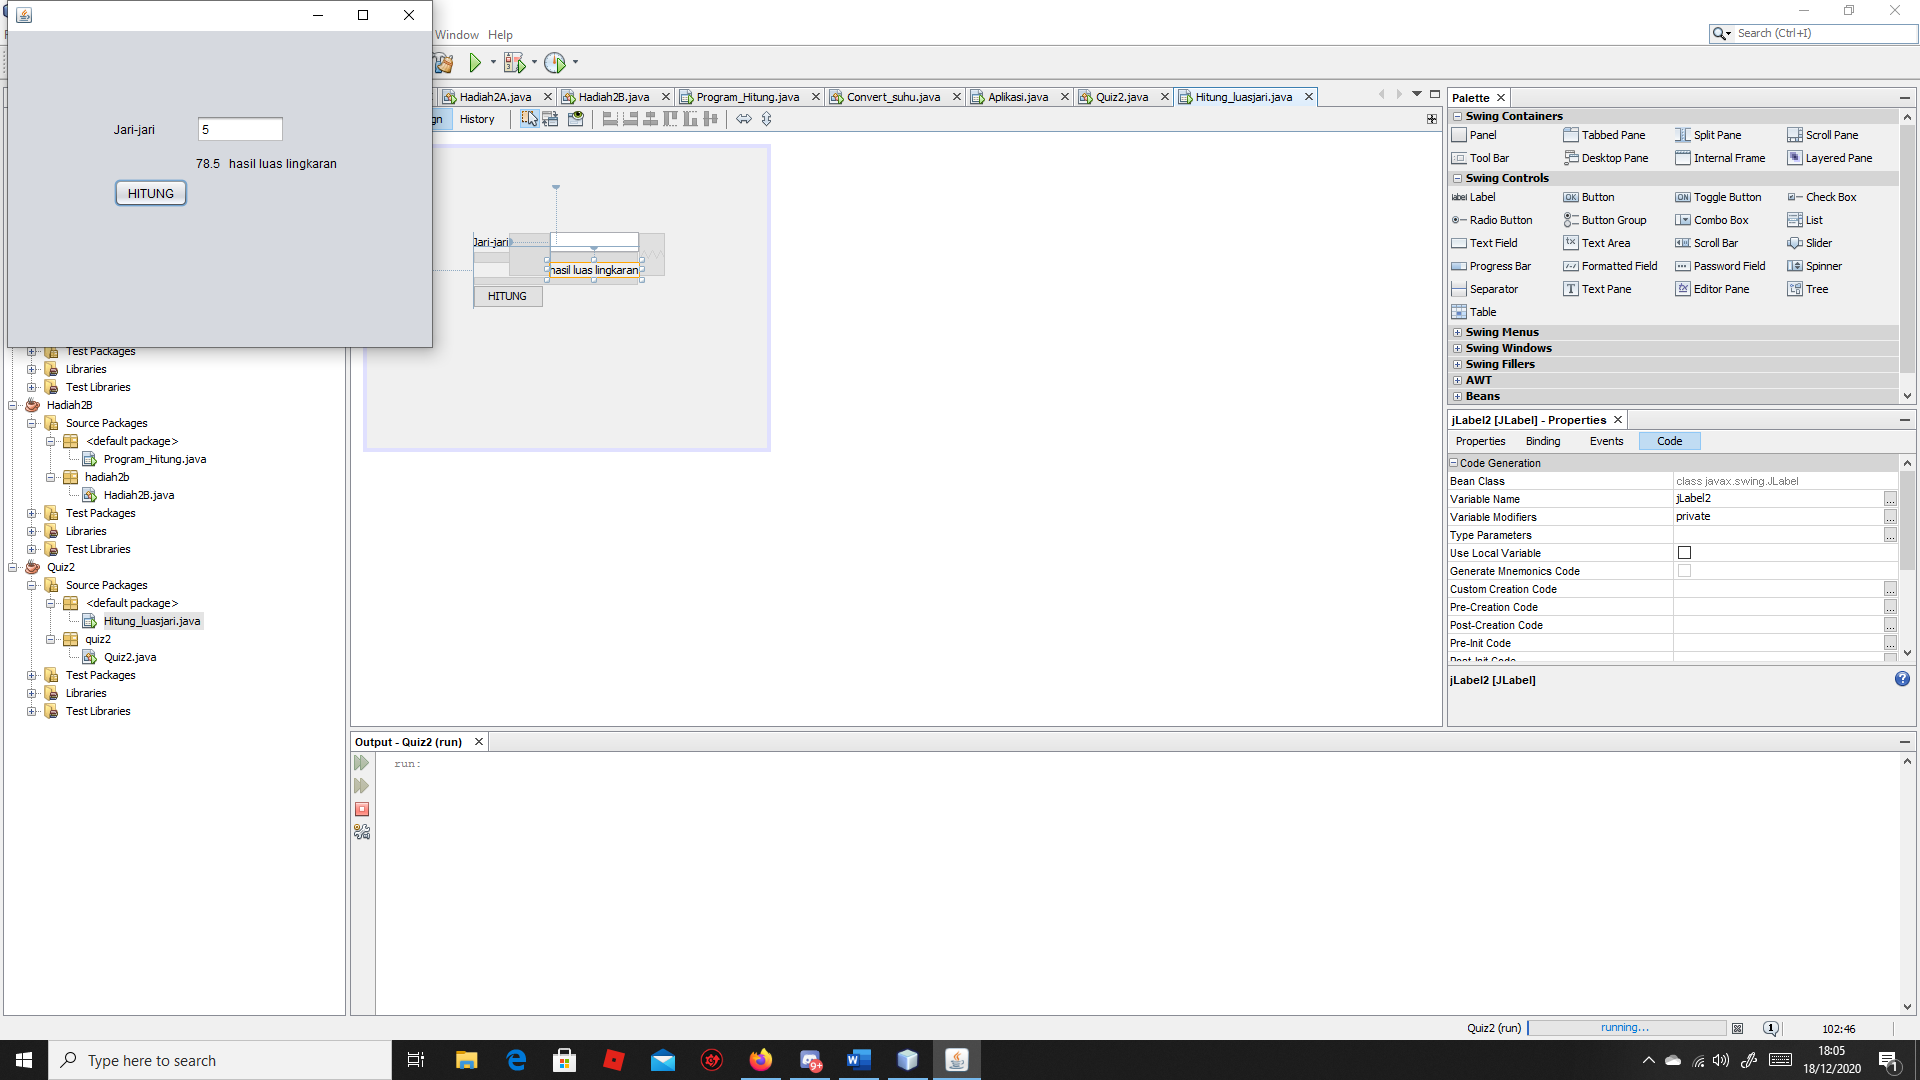 Window Help
Search (Ctrl+I)
Hadiah2A.java Hadiah2B.java Program_Hitung.java Convert_suhu.java Aplikasi.java Quiz2.java Hitung_luasjari.java
History
Jari-jari 5
78.5 hasil luas lingkaran
HITUNG
Jari-jari
hasil luas lingkaran
HITUNG
Test Packages
Libraries
Test Libraries
Hadiah2B
Source Packages
<default package>
Program_Hitung.java
hadiah2b
Hadiah2B.java
Test Packages
Libraries
Test Libraries
Quiz2
Source Packages
<default package>
Hitung_luasjari.java
quiz2
Quiz2.java
Test Packages
Libraries
Test Libraries
Palette
Swing Containers
Panel Tabbed Pane Split Pane Scroll Pane
Tool Bar Desktop Pane Internal Frame Layered Pane
Swing Controls
Label Button Toggle Button Check Box
Radio Button Button Group Combo Box List
Text Field Text Area Scroll Bar Slider
Progress Bar Formatted Field Password Field Spinner
Separator Text Pane Editor Pane Tree
Table
Swing Menus
Swing Windows
Swing Fillers
AWT
Beans
jLabel2 [JLabel] - Properties
Properties Binding Events Code
Code Generation
Bean Class class javax.swing.JLabel
Variable Name jLabel2
Variable Modifiers private
Type Parameters
Use Local Variable
Generate Mnemonics Code
Custom Creation Code
Pre-Creation Code
Post-Creation Code
Pre-Init Code
Post-Init Code
jLabel2 [JLabel]
Output - Quiz2 (run)
run:
Quiz2 (run) running... 1 102:46
Type here to search
9+
18:05
18/12/2020
1